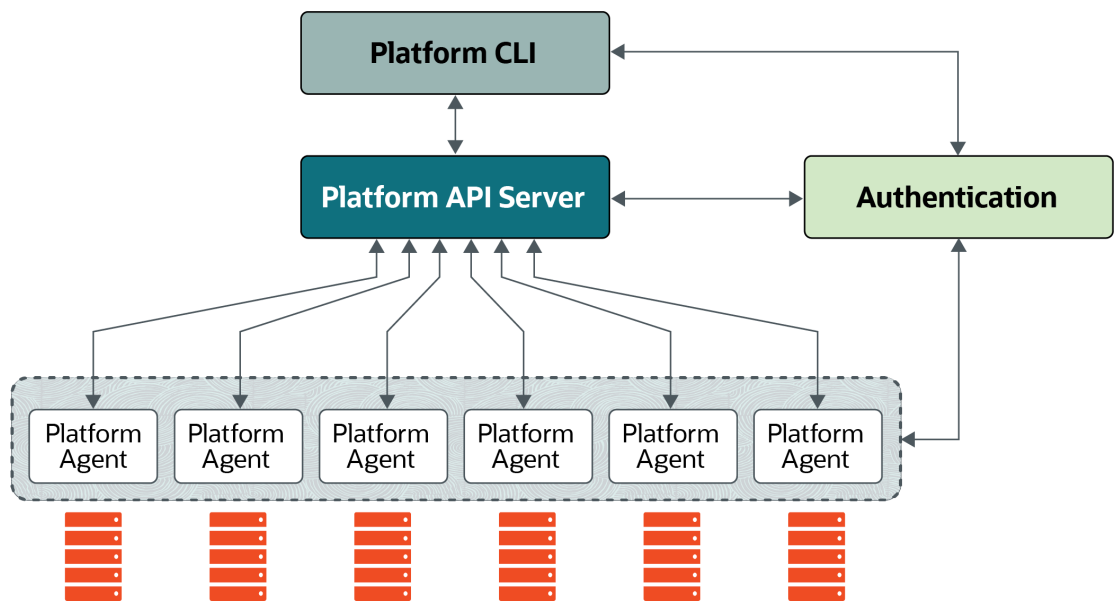 Platform CLI
Platform API Server
Authentication
Platform
Agent
Platform
Agent
Platform
Agent
Platform
Agent
Platform
Agent
Platform
Agent